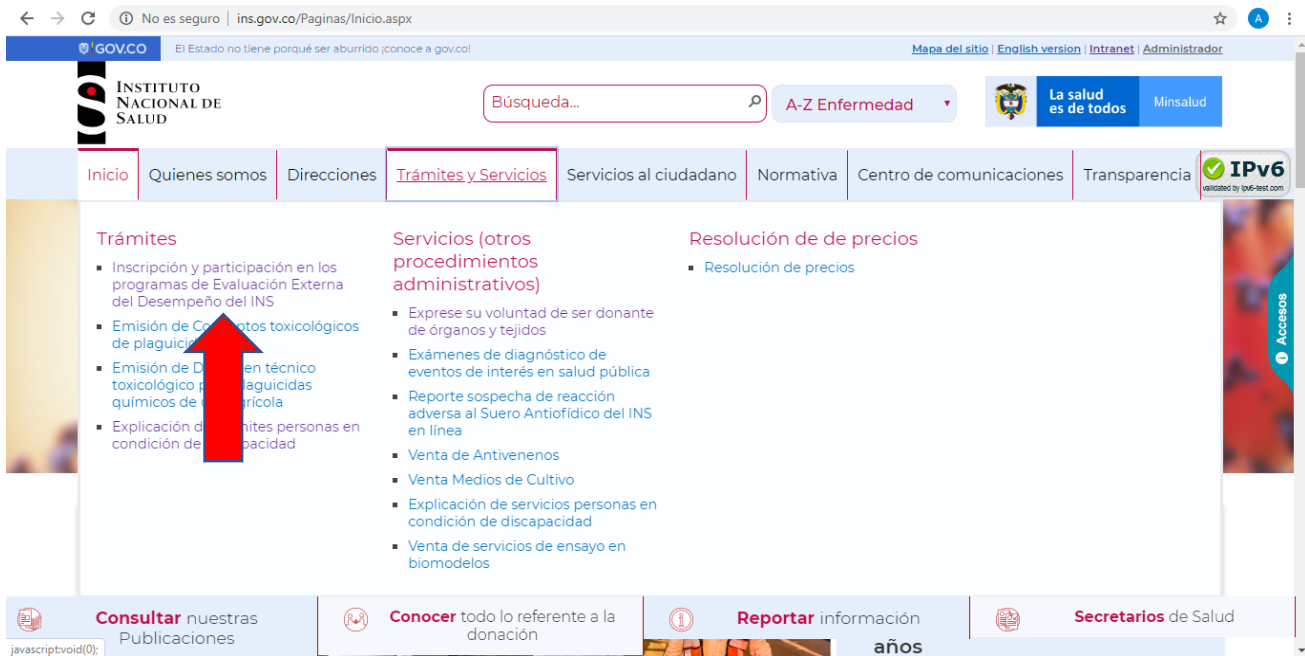 No es seguro | ins.gov.co/Paginas/Inicio.aspx
A
GOV.CO
El Estado no tiene porqué ser aburrido ¡conoce a gov.co!
Mapa del sitio | English version | Intranet | Administrador
INSTITUTO
NACIONAL DE
SALUD
Búsqueda...
A-Z Enfermedad
La salud
es de todos
Minsalud
Inicio
Quienes somos
Direcciones
Trámites y Servicios
Servicios al ciudadano
Normativa
Centro de comunicaciones
Transparencia
IPv6
validated by ipv6-test.com
Trámites
Inscripción y participación en los
programas de Evaluación Externa
del Desempeño del INS
Emisión de toxicológicos
de
Emisión de técnico
toxicológico
químicos de
Explicación personas en
condición de
Servicios (otros
procedimientos
administrativos)
Exprese su voluntad de ser donante
de órganos y tejidos
Exámenes de diagnóstico de
eventos de interés en salud pública
Reporte sospecha de reacción
adversa al Suero Antiofídico del INS
en línea
Venta de Antivenenos
Venta Medios de Cultivo
Explicación de servicios personas en
condición de discapacidad
Venta de servicios de ensayo en
biomodelos
Resolución de de precios
Resolución de precios
Accesos
Consultar nuestras
Publicaciones
Conocer todo lo referente a la
donación
Reportar información
años
Secretarios de Salud
javascript:void(0);